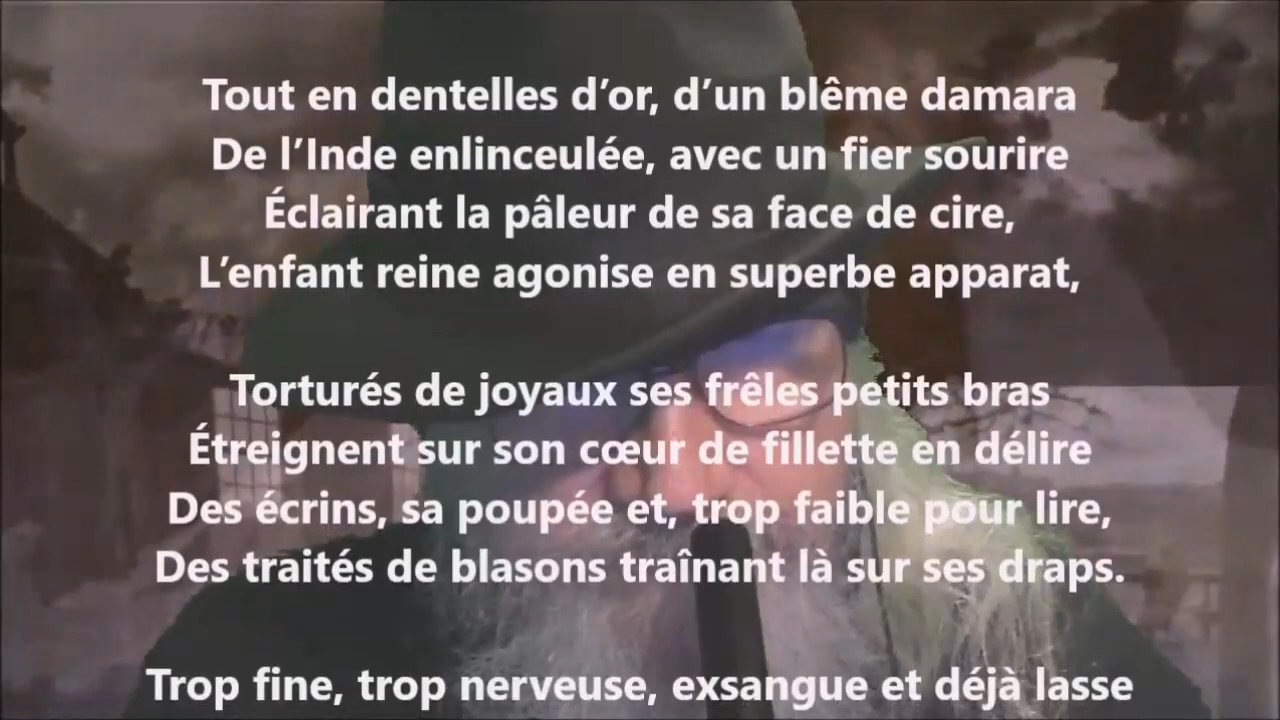 Tout en dentelles d’or, d’un blême damara
De l’Inde enlinceulée, avec un fier sourire
Éclairant la pâleur de sa face de cire,
L’enfant reine agonise en superbe apparat,
Torturés de joyaux ses frêles petits bras
Étreignent sur son cœur de fillette en délire
Des écrins, sa poupée et, trop faible pour lire,
Des traités de blasons traînant là sur ses draps.
Trop fine, trop nerveuse, exsangue et déjà lasse